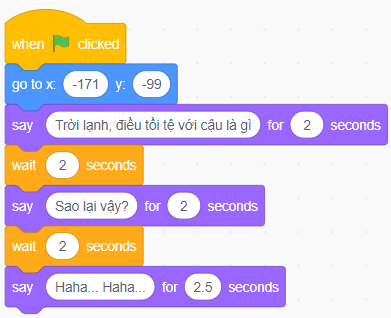 when clicked
go to x: -171 y: -99
say Trời lạnh, điều tồi tệ với cậu là gì for 2 seconds
wait 2 seconds
say Sao lại vậy? for 2 seconds
wait 2 seconds
say Haha... Haha... for 2.5 seconds